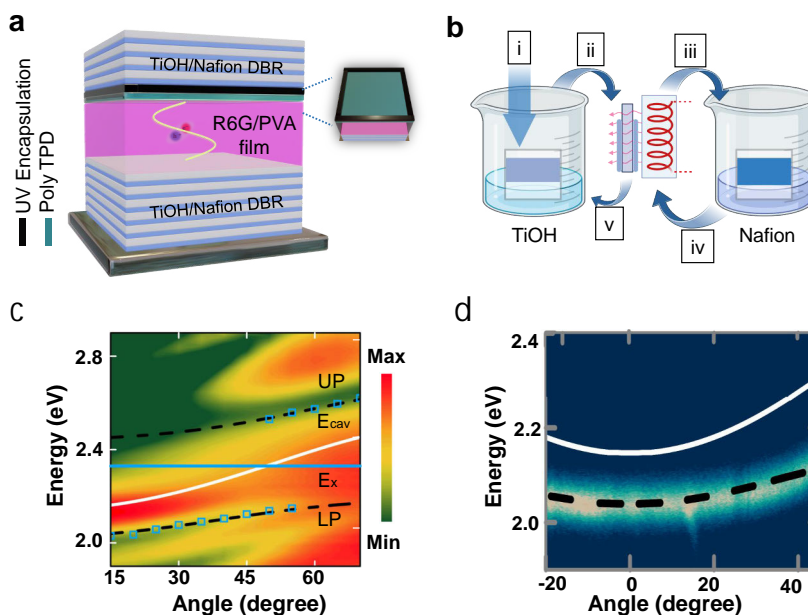 a
TiOH/Nafion DBR
R6G/PVA
film
TiOH/Nafion DBR
UV Encapsulation
Poly TPD
b
i
ii
iii
iv
v
TiOH
Nafion
c
2.8
2.4
2.0
Energy (eV)
15
30
45
60
Angle (degree)
UP
Ecav
Ex
LP
Max
Min
d
2.4
2.2
2.0
Energy (eV)
-20
0
20
40
Angle (degree)